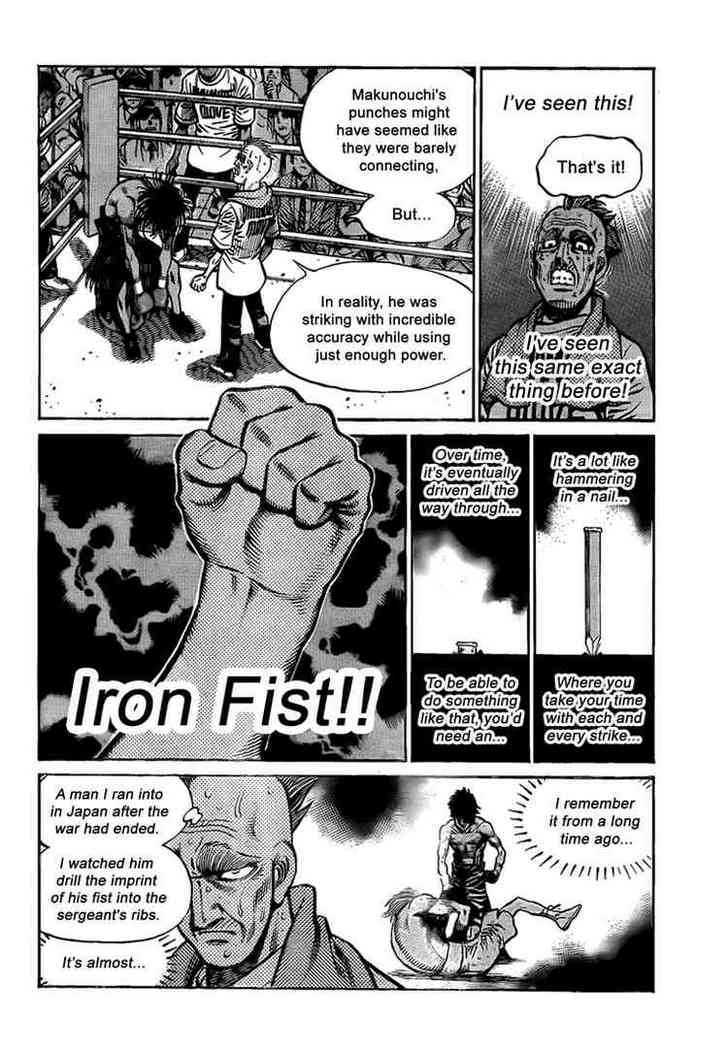 I've seen this!
That's it!
I've seen
this same exact
thing before!
Makunouchi's
punches might
have seemed like
they were barely
connecting,
But...
In reality, he was
striking with incredible
accuracy while using
just enough power.
It's a lot like
hammering
in a nail...
Where you
take your time
with each and
every strike...
Over time,
it's eventually
driven all the
way through...
To be able to
do something
like that, you'd
need an...
Iron Fist!!
I remember
it from a long
time ago...
A man I ran into
in Japan after the
war had ended.
I watched him
drill the imprint
of his fist into the
sergeant's ribs.
It's almost...